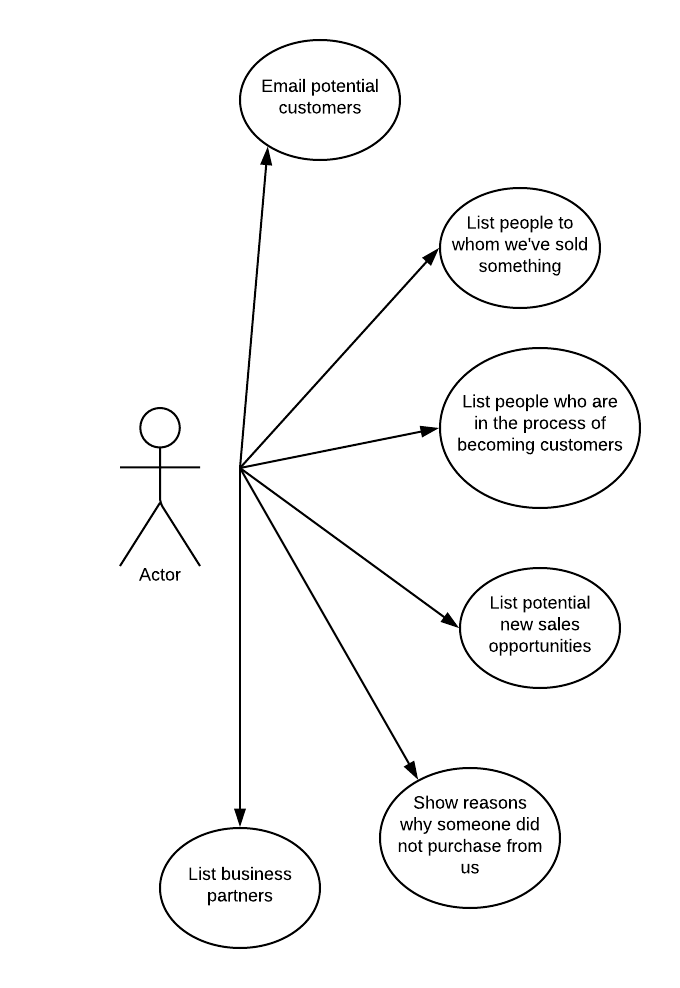 Email potential
customers
List people to
whom we've sold
something
List people who are
in the process of
becoming customers
Actor
List potential
new sales
opportunities
Show reasons
why someone did
not purchase from
us
List business
partners